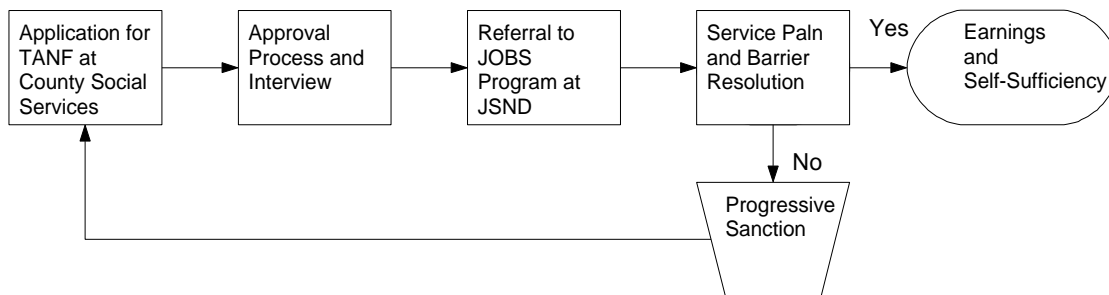 Application for
TANF at
County Social
Services
Approval
Process and
Interview
Referral to
JOBS
Program at
JSND
Service Paln
and Barrier
Resolution
Yes
Earnings
and
Self-Sufficiency
No
Progressive
Sanction